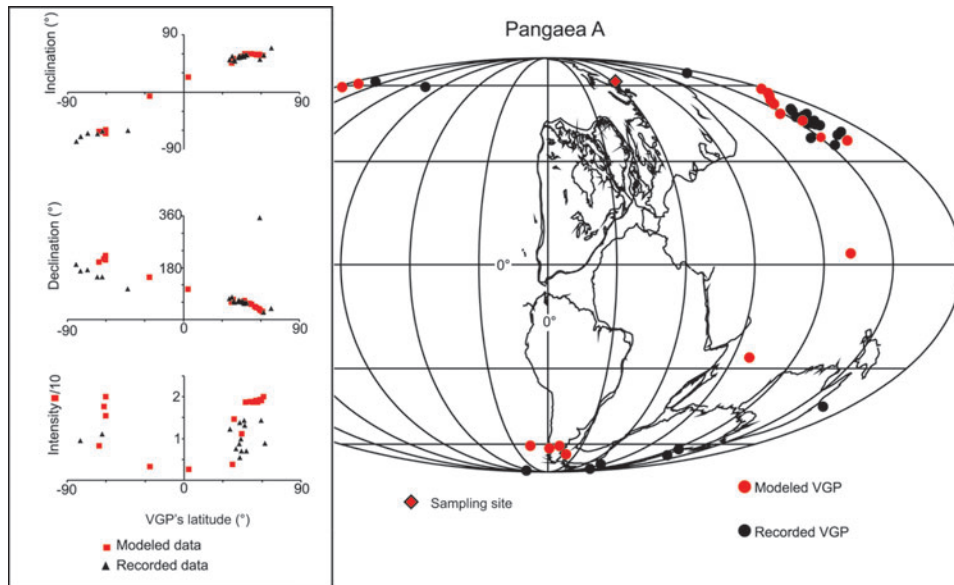 Inclination (°)
90
-90
90
-90
Declination (°)
360
180
-90
0
90
Intensity/10
2
1
-90
0
90
VGP's latitude (°)
Modeled data
Recorded data
Pangaea A
0°
0°
Sampling site
Modeled VGP
Recorded VGP